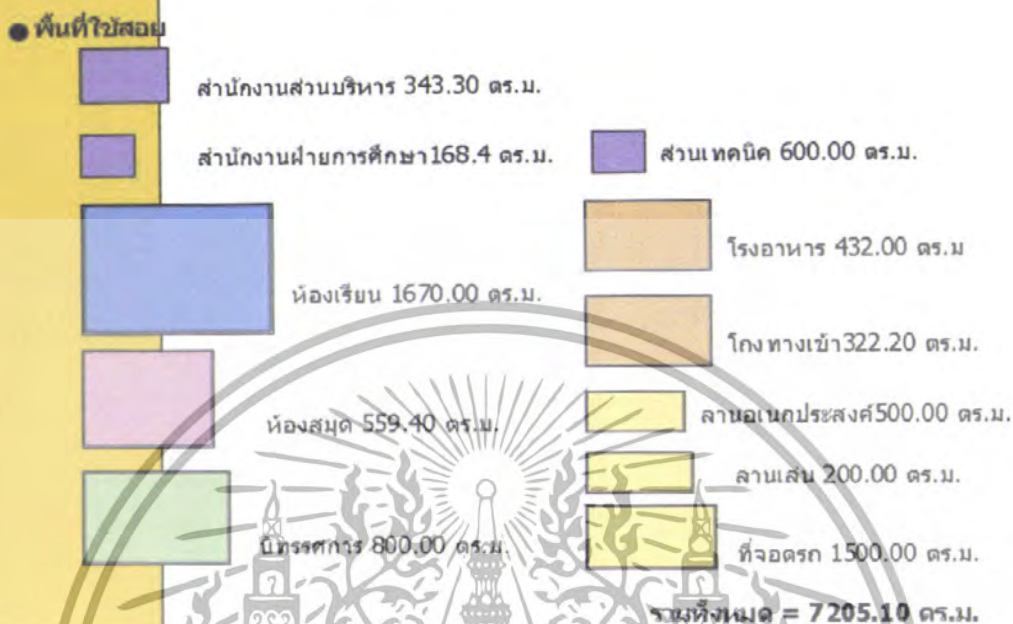 พื้นที่ใช้สอย
สำนักงานส่วนบริหาร 343.30 ตร.ม.
สำนักงานฝ่ายการศึกษา168.4 ตร.ม.
ห้องเรียน 1670.00 ตร.ม.
ห้องสมุด 559.40 ตร.ม.
นิทรรศการ 800.00 ตร.ม.
ส่วนเทคนิค 600.00 ตร.ม.
โรงอาหาร 432.00 ตร.ม
โถงทางเข้า322.20 ตร.ม.
ลานอเนกประสงค์500.00 ตร.ม.
ลานเล่น 200.00 ตร.ม.
ที่จอดรถ 1500.00 ตร.ม.
รวมทั้งหมด = 7205.10 ตร.ม.